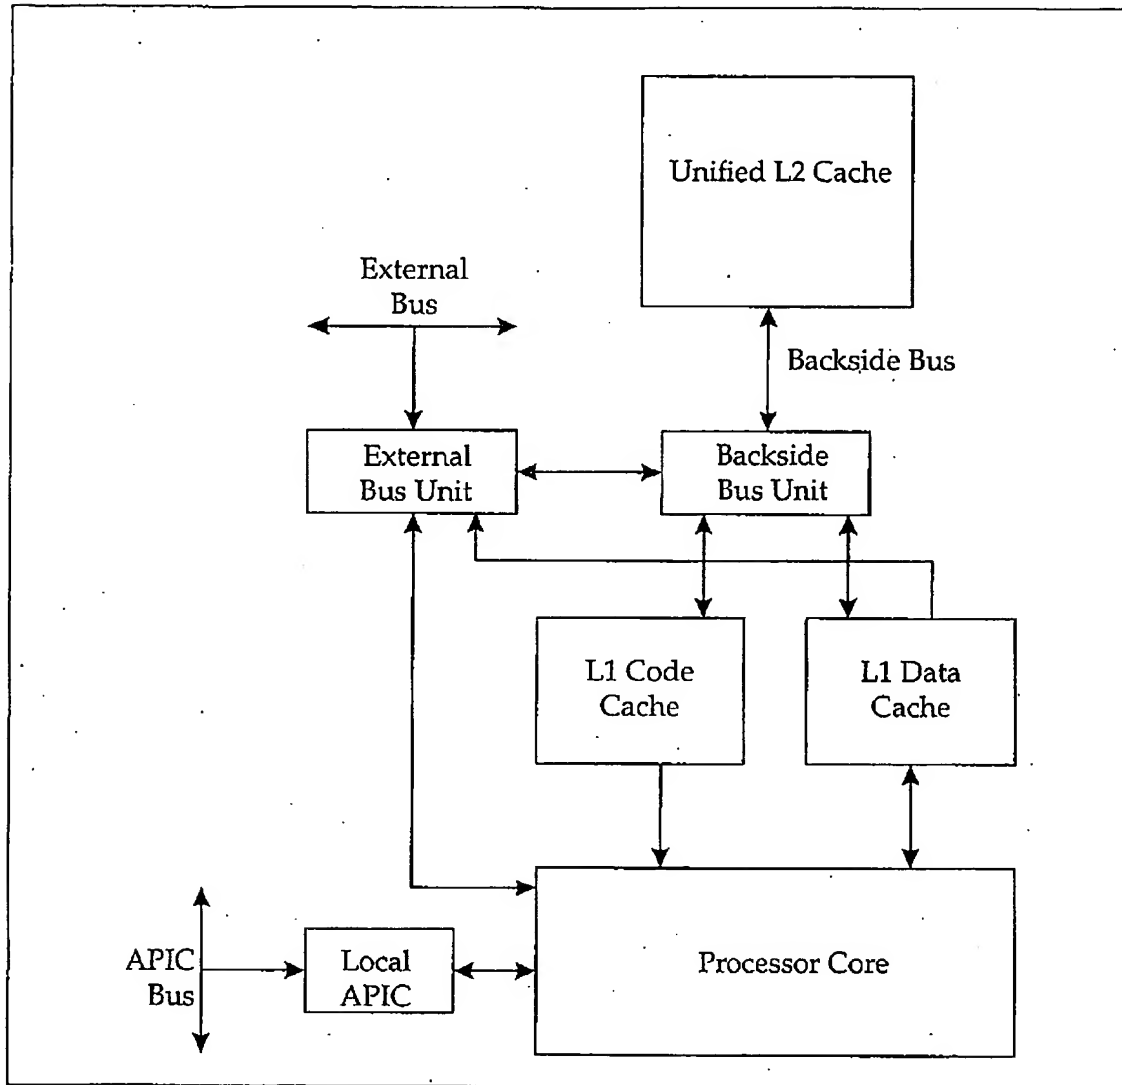 Unified L2 Cache
External
Bus
Backside Bus
External
Bus Unit
Backside
Bus Unit
L1 Code
Cache
L1 Data
Cache
APIC
Bus
Local
APIC
Processor Core